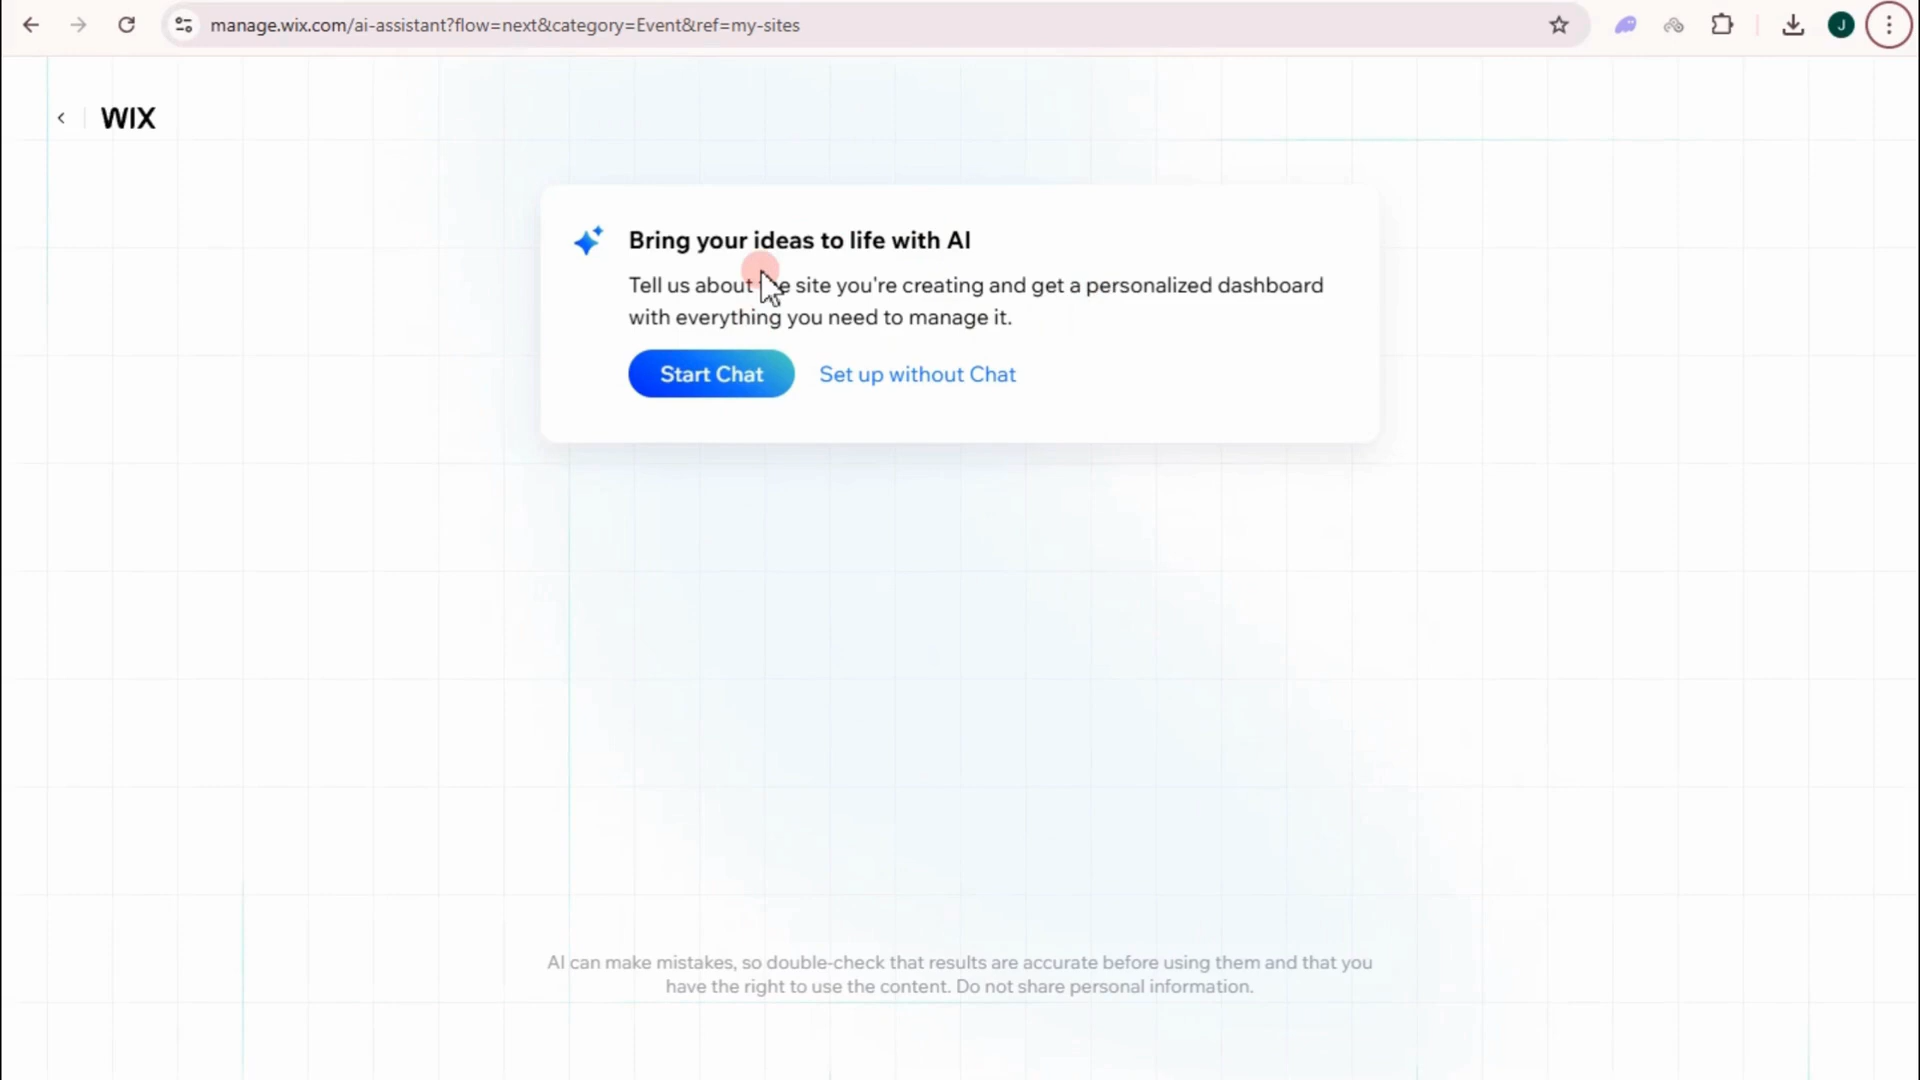 manage.wix.com/ai-assistant?flow=next&category=Event&ref=my-sites
J
WIX
Bring your ideas to life with AI
Tell us about the site you're creating and get a personalized dashboard
with everything you need to manage it.
Start Chat
Set up without Chat
AI can make mistakes, so double-check that results are accurate before using them and that you
have the right to use the content. Do not share personal information.